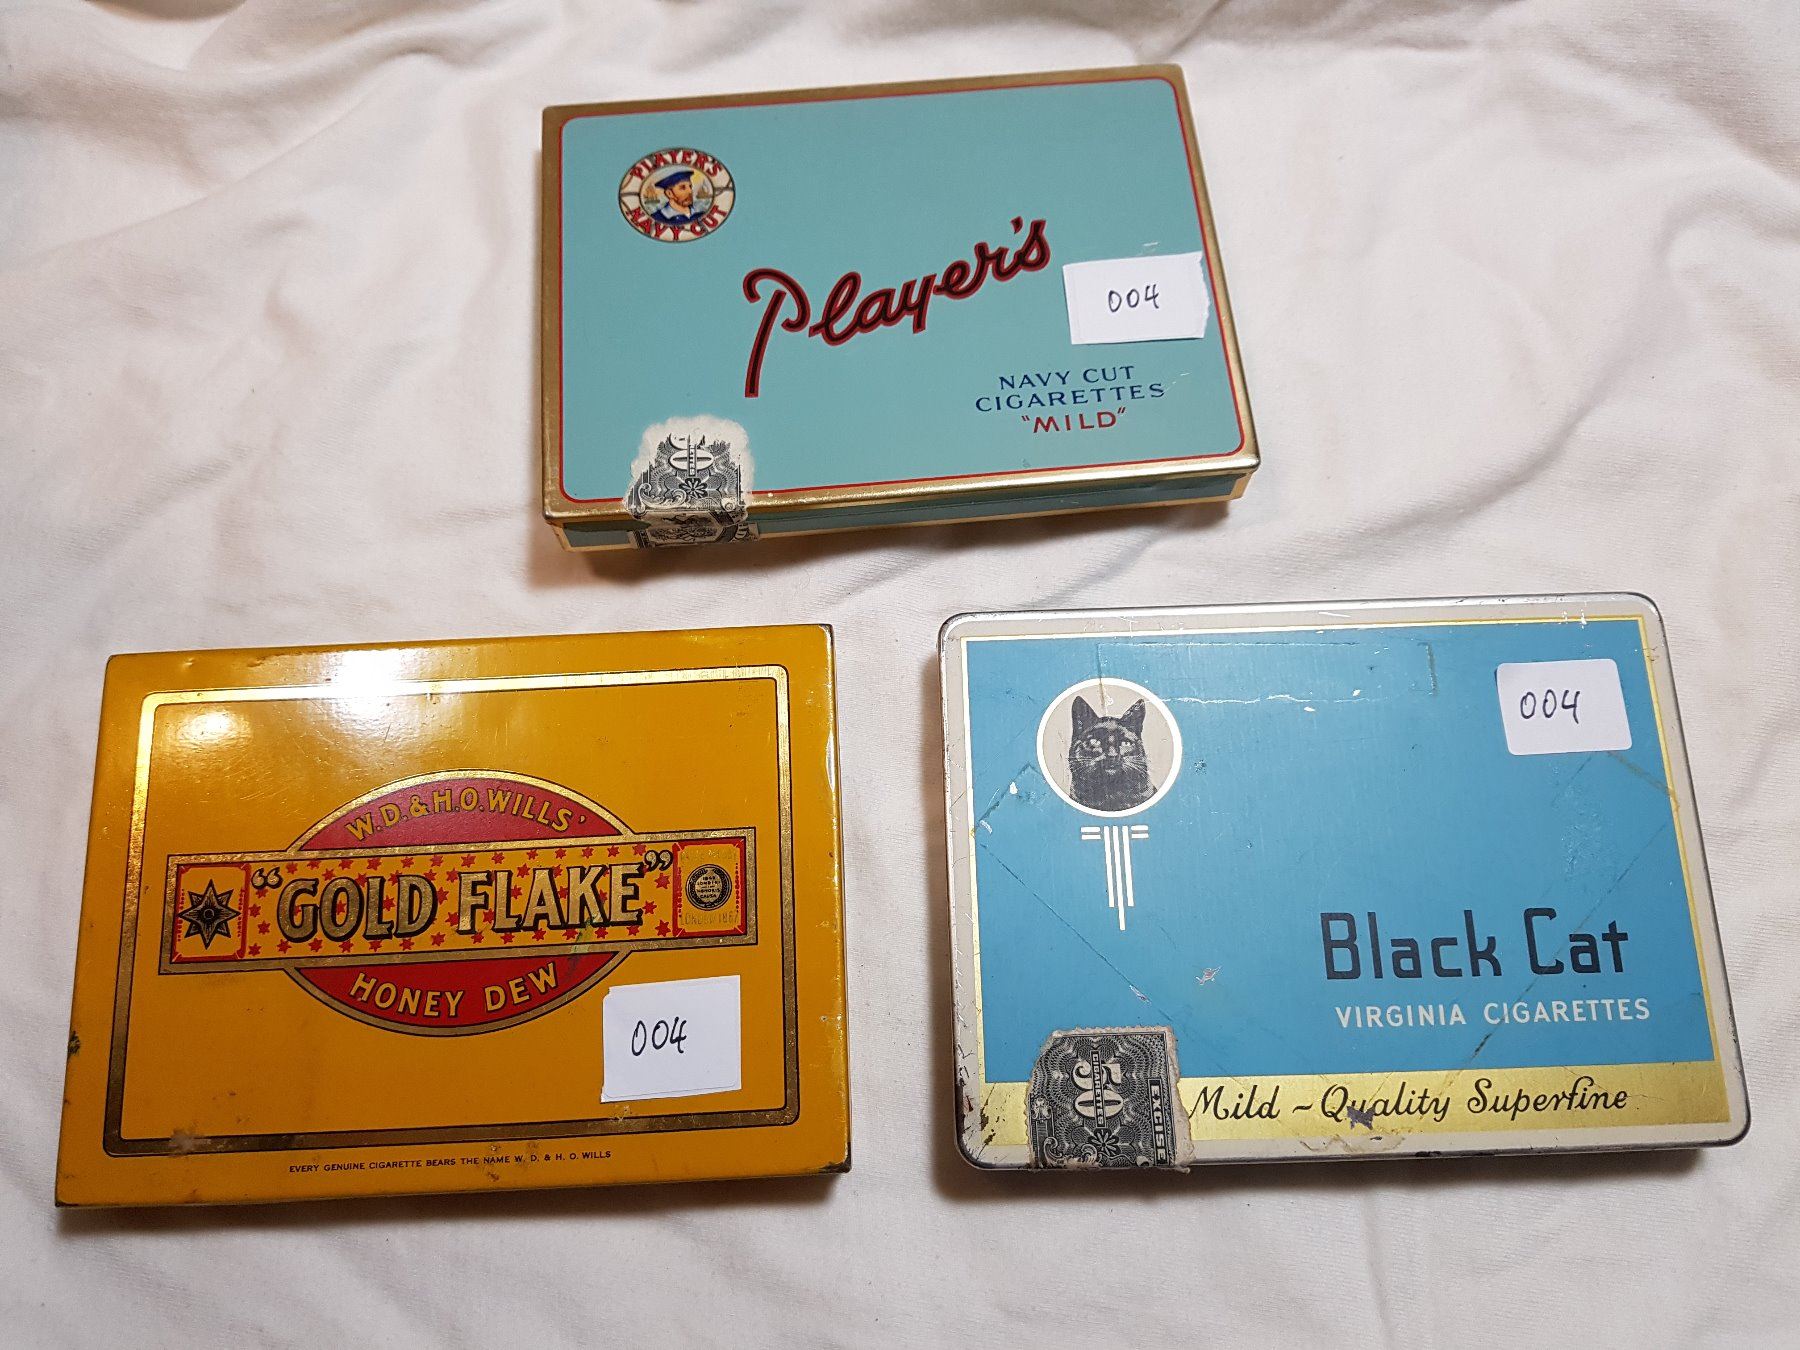 PLAYER'S
NAVY CUT
Player's
004
NAVY CUT
CIGARETTES
"MILD"
W.D. & H.O. WILLS'
"GOLD FLAKE"
HONEY DEW
004
EVERY GENUINE CIGARETTE BEARS THE NAME W. D. & H. O. WILLS
004
Black Cat
VIRGINIA CIGARETTES
Mild ~ Quality Superfine
50
CIGARETTES
EXCISE